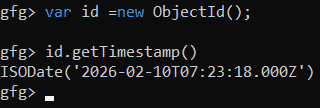 gfg> var id =new ObjectId();
gfg> id.getTimestamp()
ISODate('2026-02-10T07:23:18.000Z')
gfg>